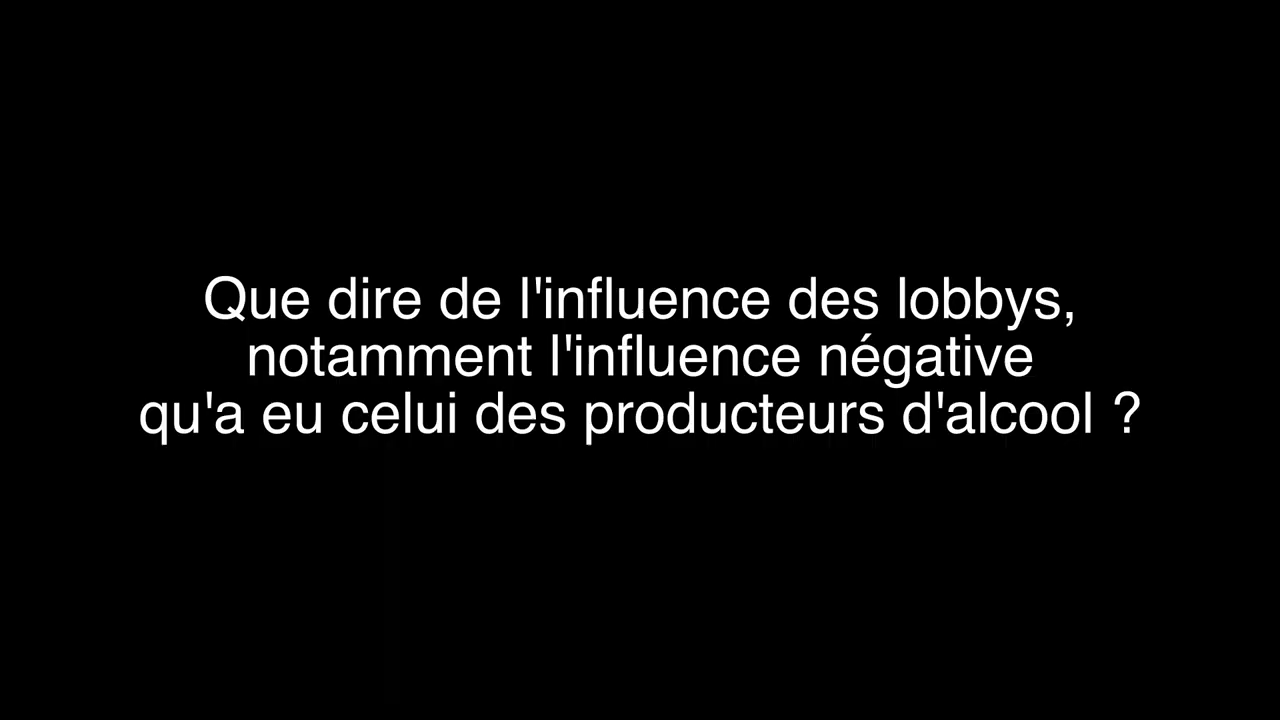 Que dire de l'influence des lobbys,
notamment l'influence négative
qu'a eu celui des producteurs d'alcool ?